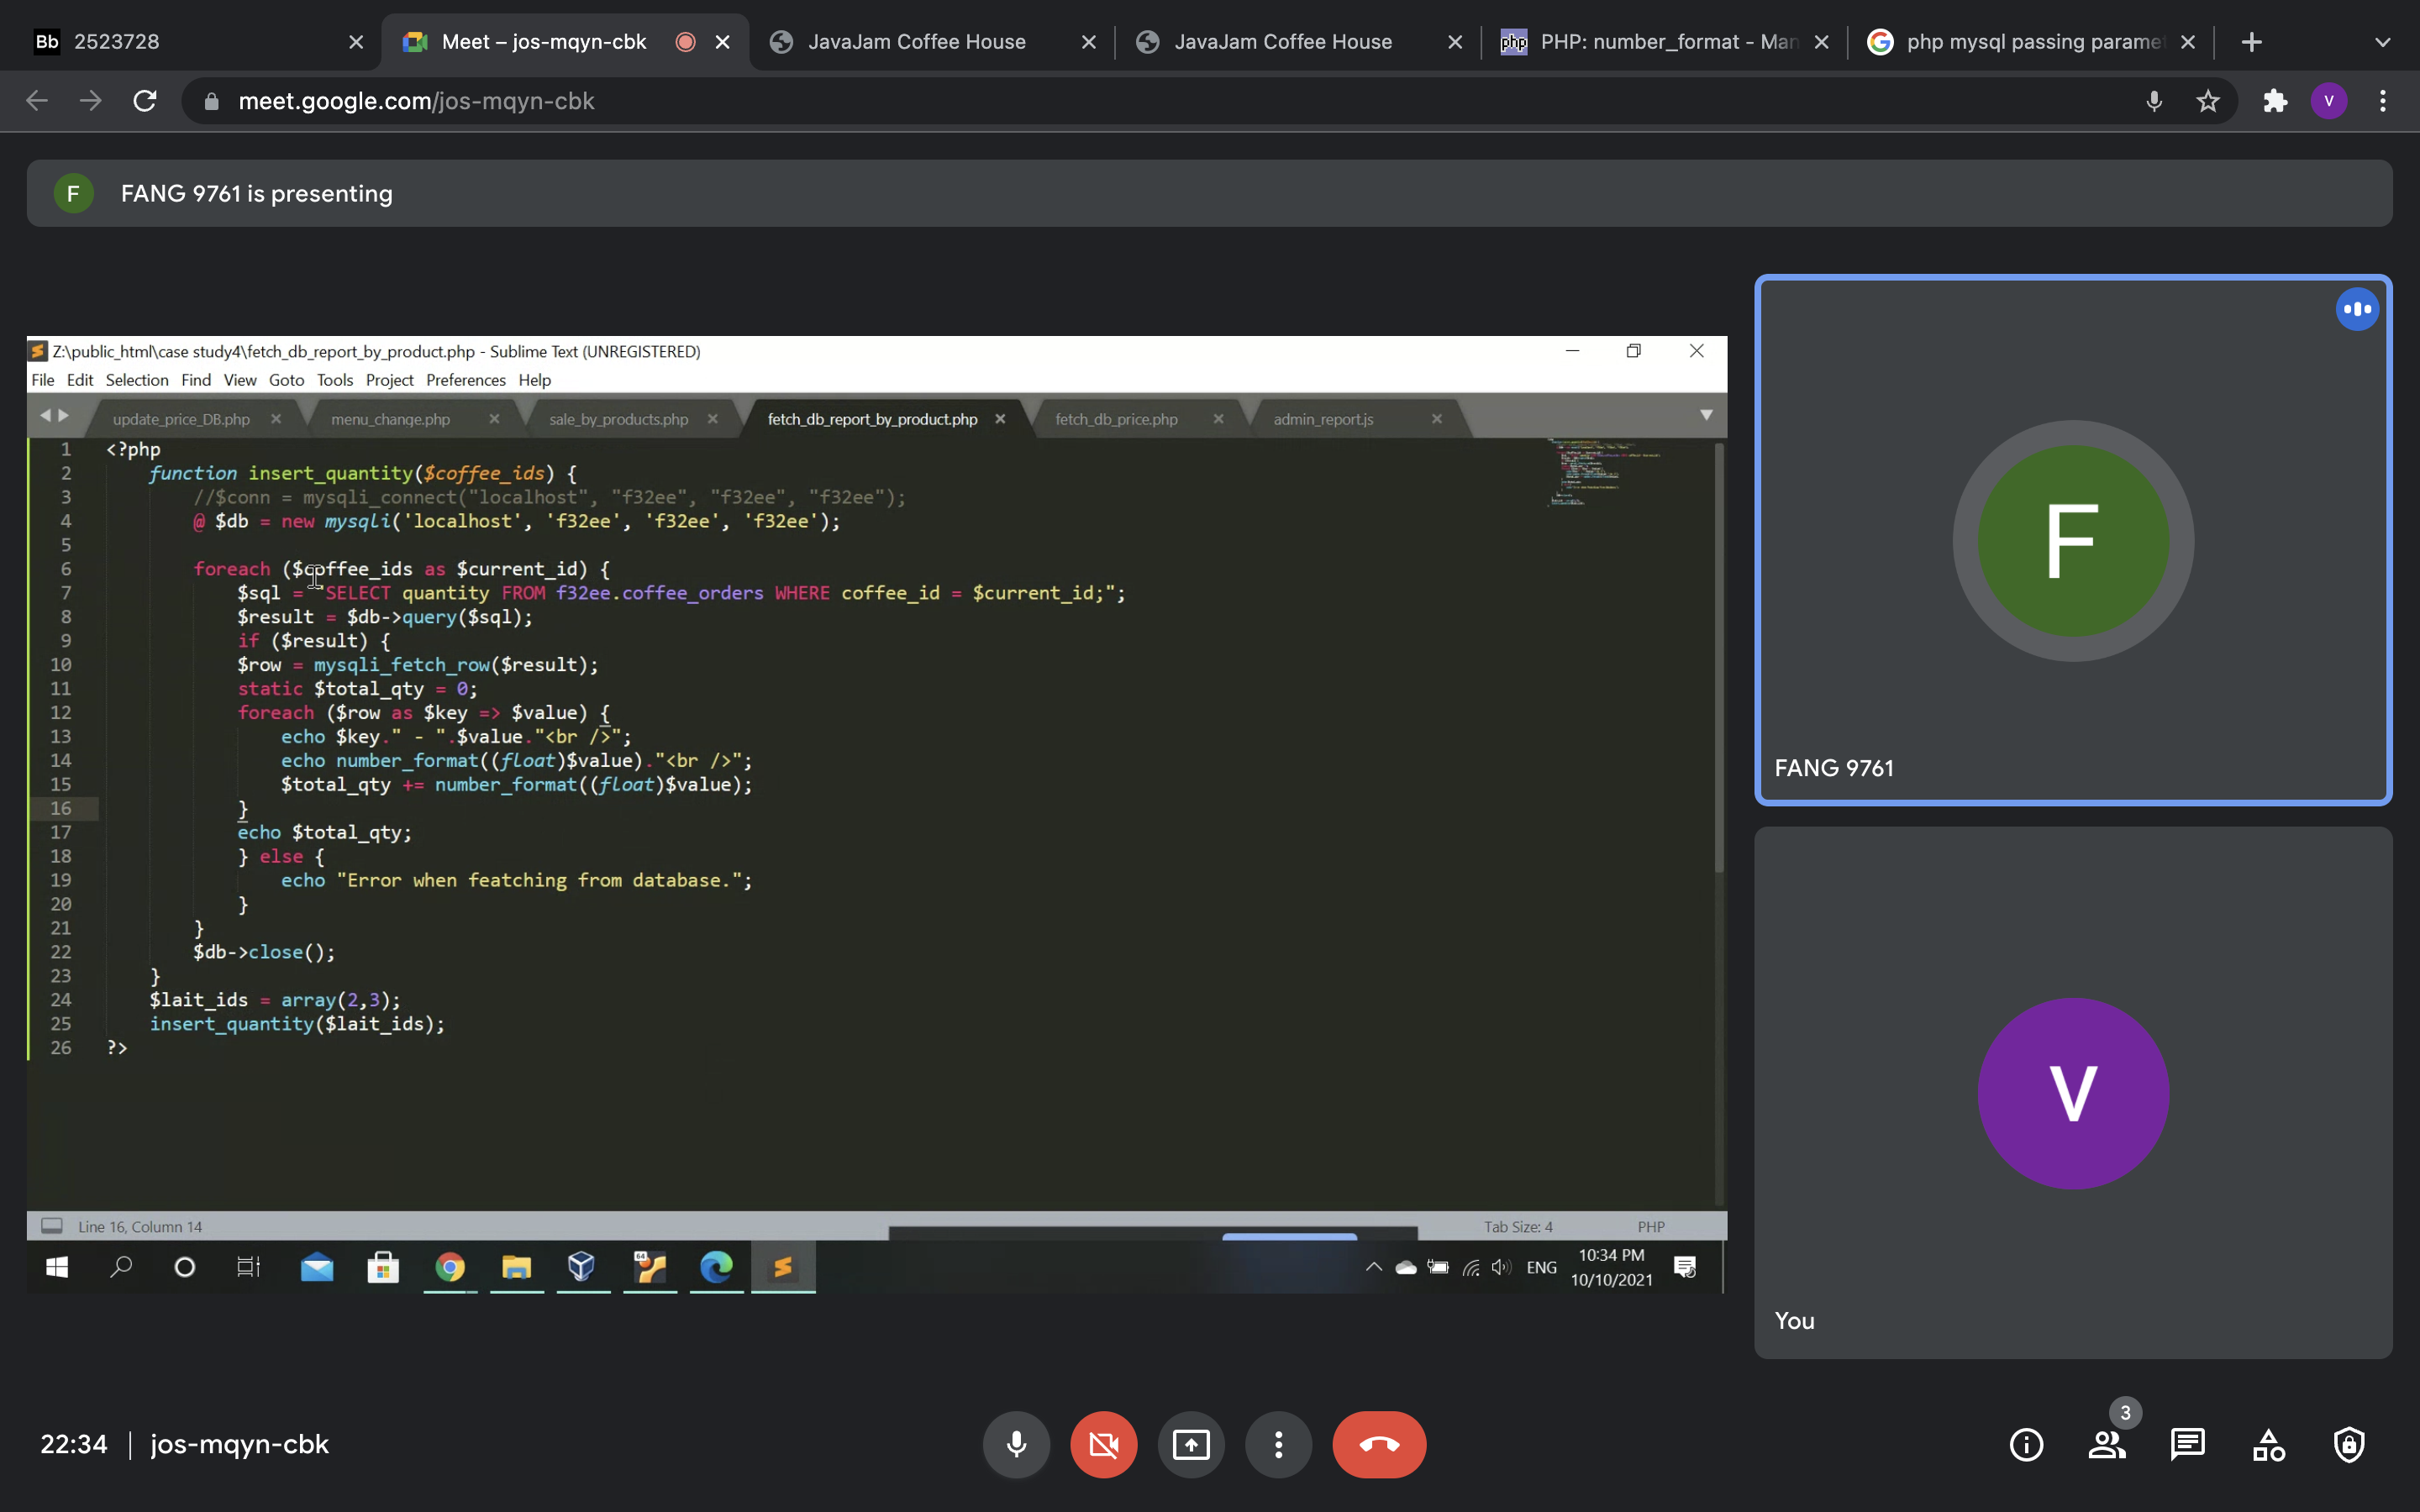 Bb 2523728
Meet – jos-mqyn-cbk
JavaJam Coffee House
JavaJam Coffee House
php PHP: number_format - Man
php mysql passing paramet
meet.google.com/jos-mqyn-cbk
V
F FANG 9761 is presenting
Z:\public_html\case study4\fetch_db_report_by_product.php - Sublime Text (UNREGISTERED)
File Edit Selection Find View Goto Tools Project Preferences Help
update_price_DB.php menu_change.php sale_by_products.php fetch_db_report_by_product.php fetch_db_price.php admin_report.js
1 <?php
2 function insert_quantity($coffee_ids) {
3 //$conn = mysqli_connect("localhost", "f32ee", "f32ee", "f32ee");
4 @ $db = new mysqli('localhost', 'f32ee', 'f32ee', 'f32ee');
5
6 foreach ($coffee_ids as $current_id) {
7 $sql = "SELECT quantity FROM f32ee.coffee_orders WHERE coffee_id = $current_id;";
8 $result = $db->query($sql);
9 if ($result) {
10 $row = mysqli_fetch_row($result);
11 static $total_qty = 0;
12 foreach ($row as $key => $value) {
13 echo $key." - ".$value."<br />";
14 echo number_format((float)$value)."<br />";
15 $total_qty += number_format((float)$value);
16 }
17 echo $total_qty;
18 } else {
19 echo "Error when featching from database.";
20 }
21 }
22 $db->close();
23 }
24 $lait_ids = array(2,3);
25 insert_quantity($lait_ids);
26 ?>
Line 16, Column 14
Tab Size: 4
PHP
64
ENG
10:34 PM
10/10/2021
F
FANG 9761
V
You
22:34 | jos-mqyn-cbk
3